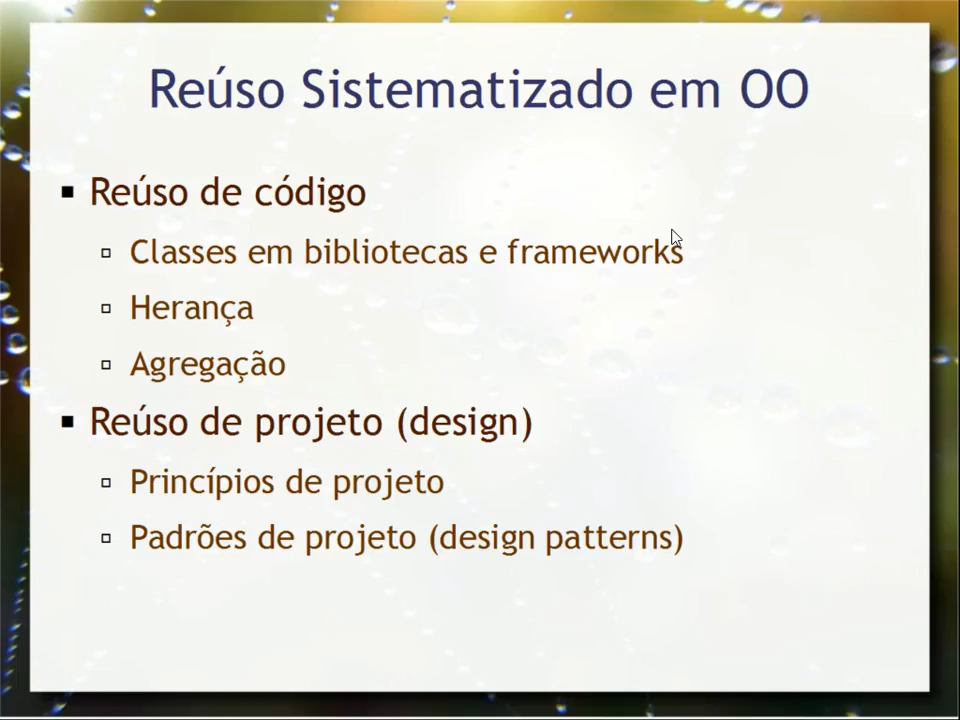 Reúso Sistematizado em OO
Reúso de código
Classes em bibliotecas e frameworks
Herança
Agregação
Reúso de projeto (design)
Princípios de projeto
Padrões de projeto (design patterns)